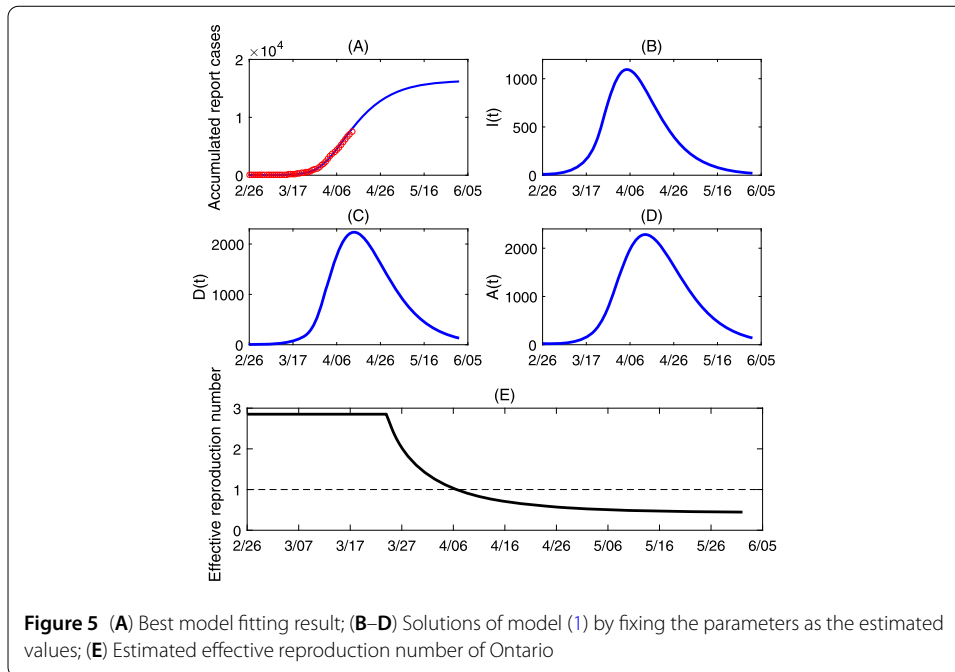 (A) (B)
×10⁴
Accumulated report cases
2
1
0
2/26 3/17 4/06 4/26 5/16 6/05
I(t)
1000
500
0
2/26 3/17 4/06 4/26 5/16 6/05
(C) (D)
D(t)
2000
1000
0
2/26 3/17 4/06 4/26 5/16 6/05
A(t)
2000
1000
0
2/26 3/17 4/06 4/26 5/16 6/05
(E)
Effective reproduction number
3
2
1
0
2/26 3/07 3/17 3/27 4/06 4/16 4/26 5/06 5/16 5/26 6/05
Figure 5 (A) Best model fitting result; (B–D) Solutions of model (1) by fixing the parameters as the estimated
values; (E) Estimated effective reproduction number of Ontario